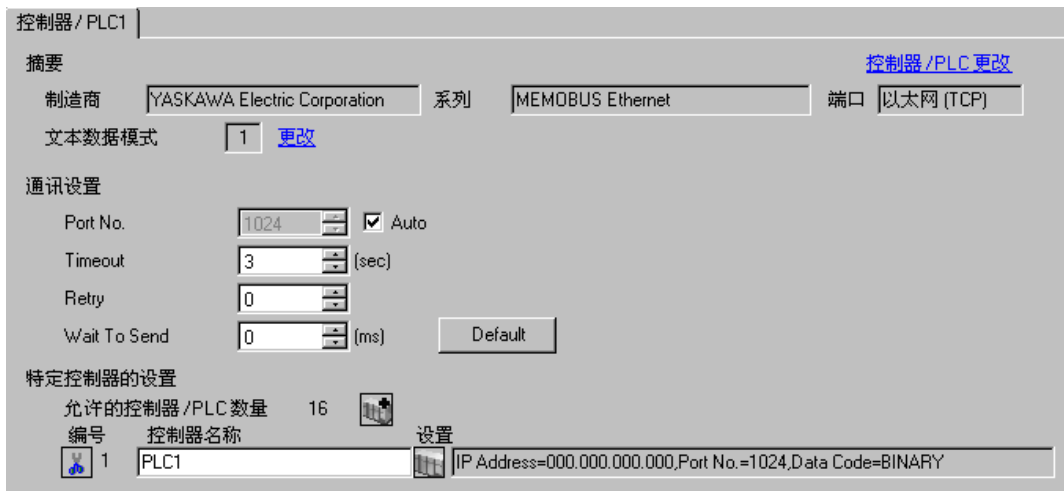 控制器/PLC1
摘要 控制器/PLC更改
制造商 YASKAWA Electric Corporation 系列 MEMOBUS Ethernet 端口 以太网 (TCP)
文本数据模式 1 更改
通讯设置
Port No. 1024 Auto
Timeout 3 (sec)
Retry 0
Wait To Send 0 (ms) Default
特定控制器的设置
允许的控制器/PLC数量 16
编号 控制器名称 设置
1 PLC1 IP Address=000.000.000.000,Port No.=1024,Data Code=BINARY